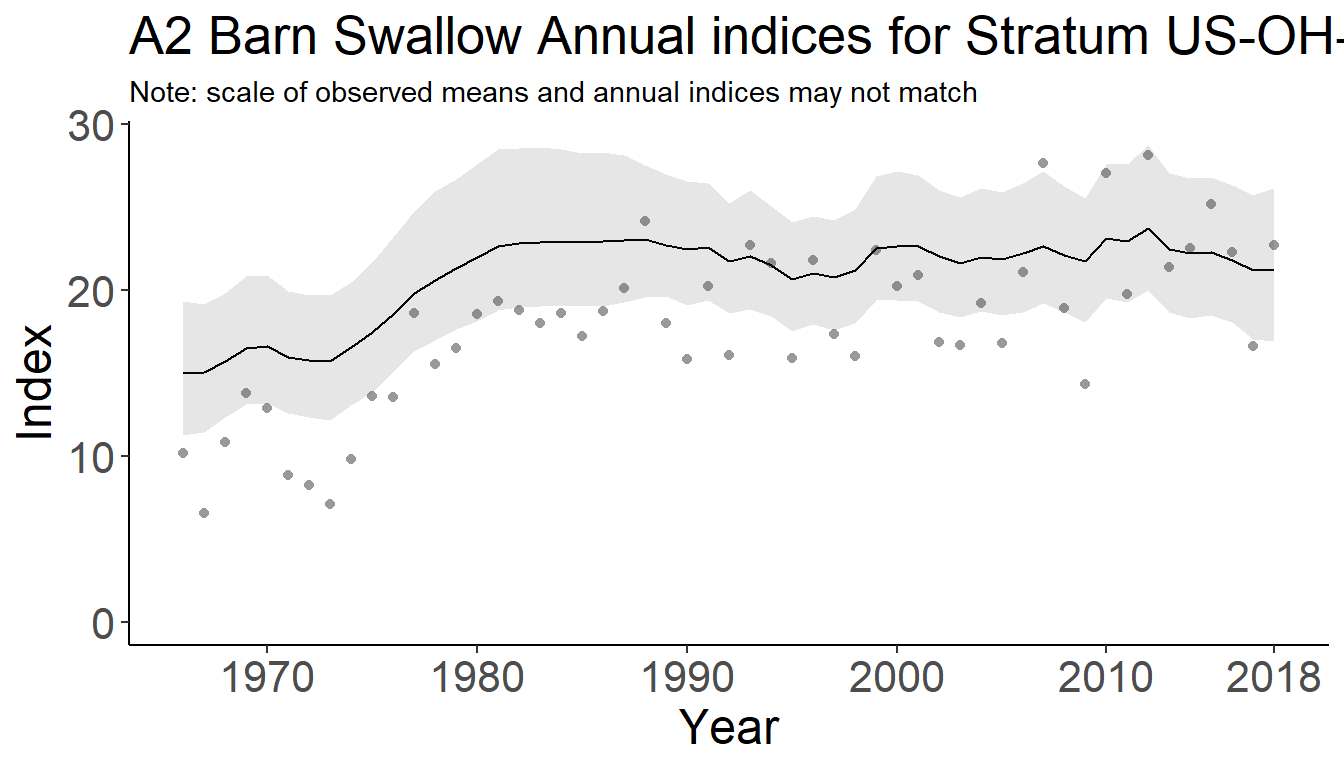 A2 Barn Swallow Annual indices for Stratum US-OH-
Note: scale of observed means and annual indices may not match
30
20
10
0
Index
1970 1980 1990 2000 2010 2018
Year